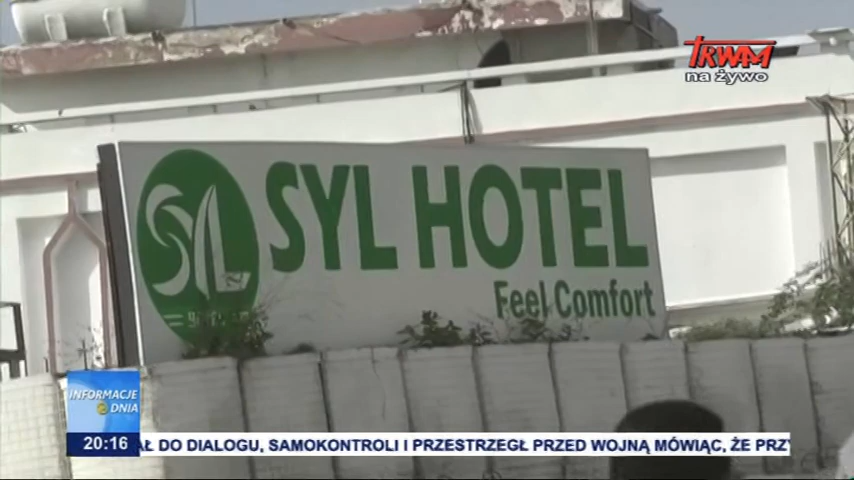 TRWAM
na żywo
SYL HOTEL
Feel Comfort
SYL
INFORMACJE
DNIA
20:16
AŁ DO DIALOGU, SAMOKONTROLI I PRZESTRZEGŁ PRZED WOJNĄ MÓWIĄC, ŻE PRZY